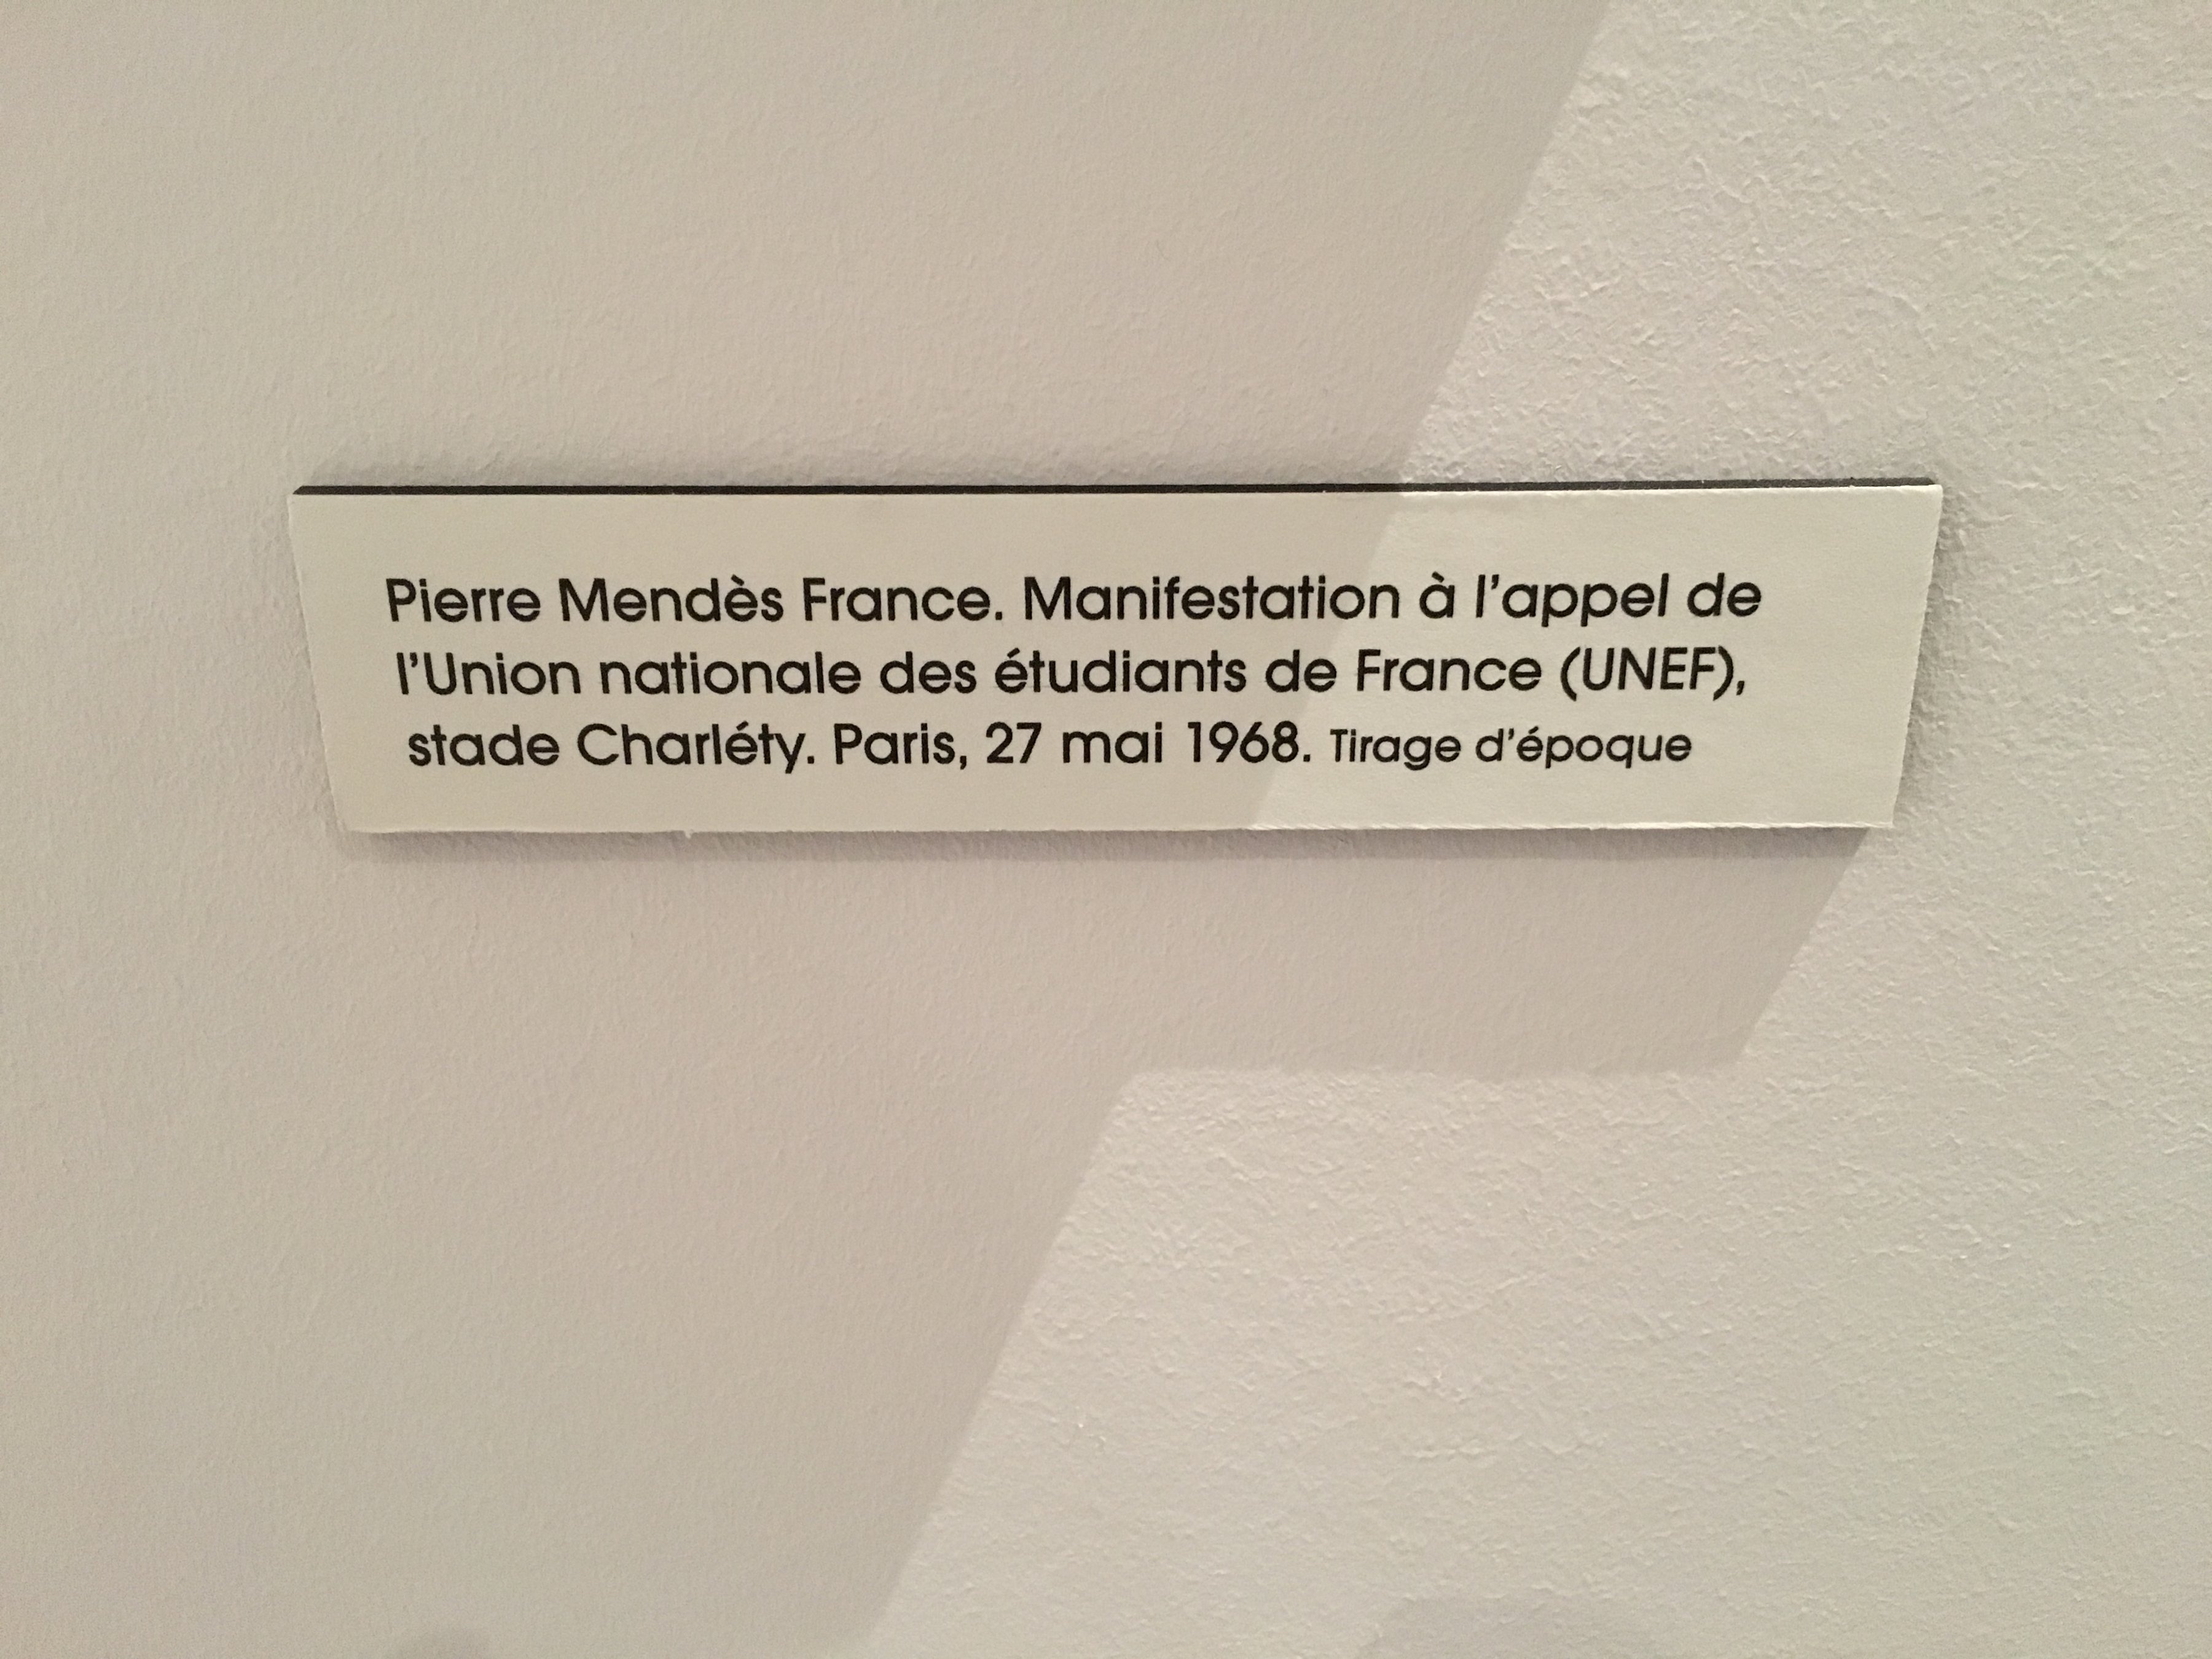 Pierre Mendès France. Manifestation à l’appel de
l’Union nationale des étudiants de France (UNEF),
stade Charléty. Paris, 27 mai 1968. Tirage d’époque